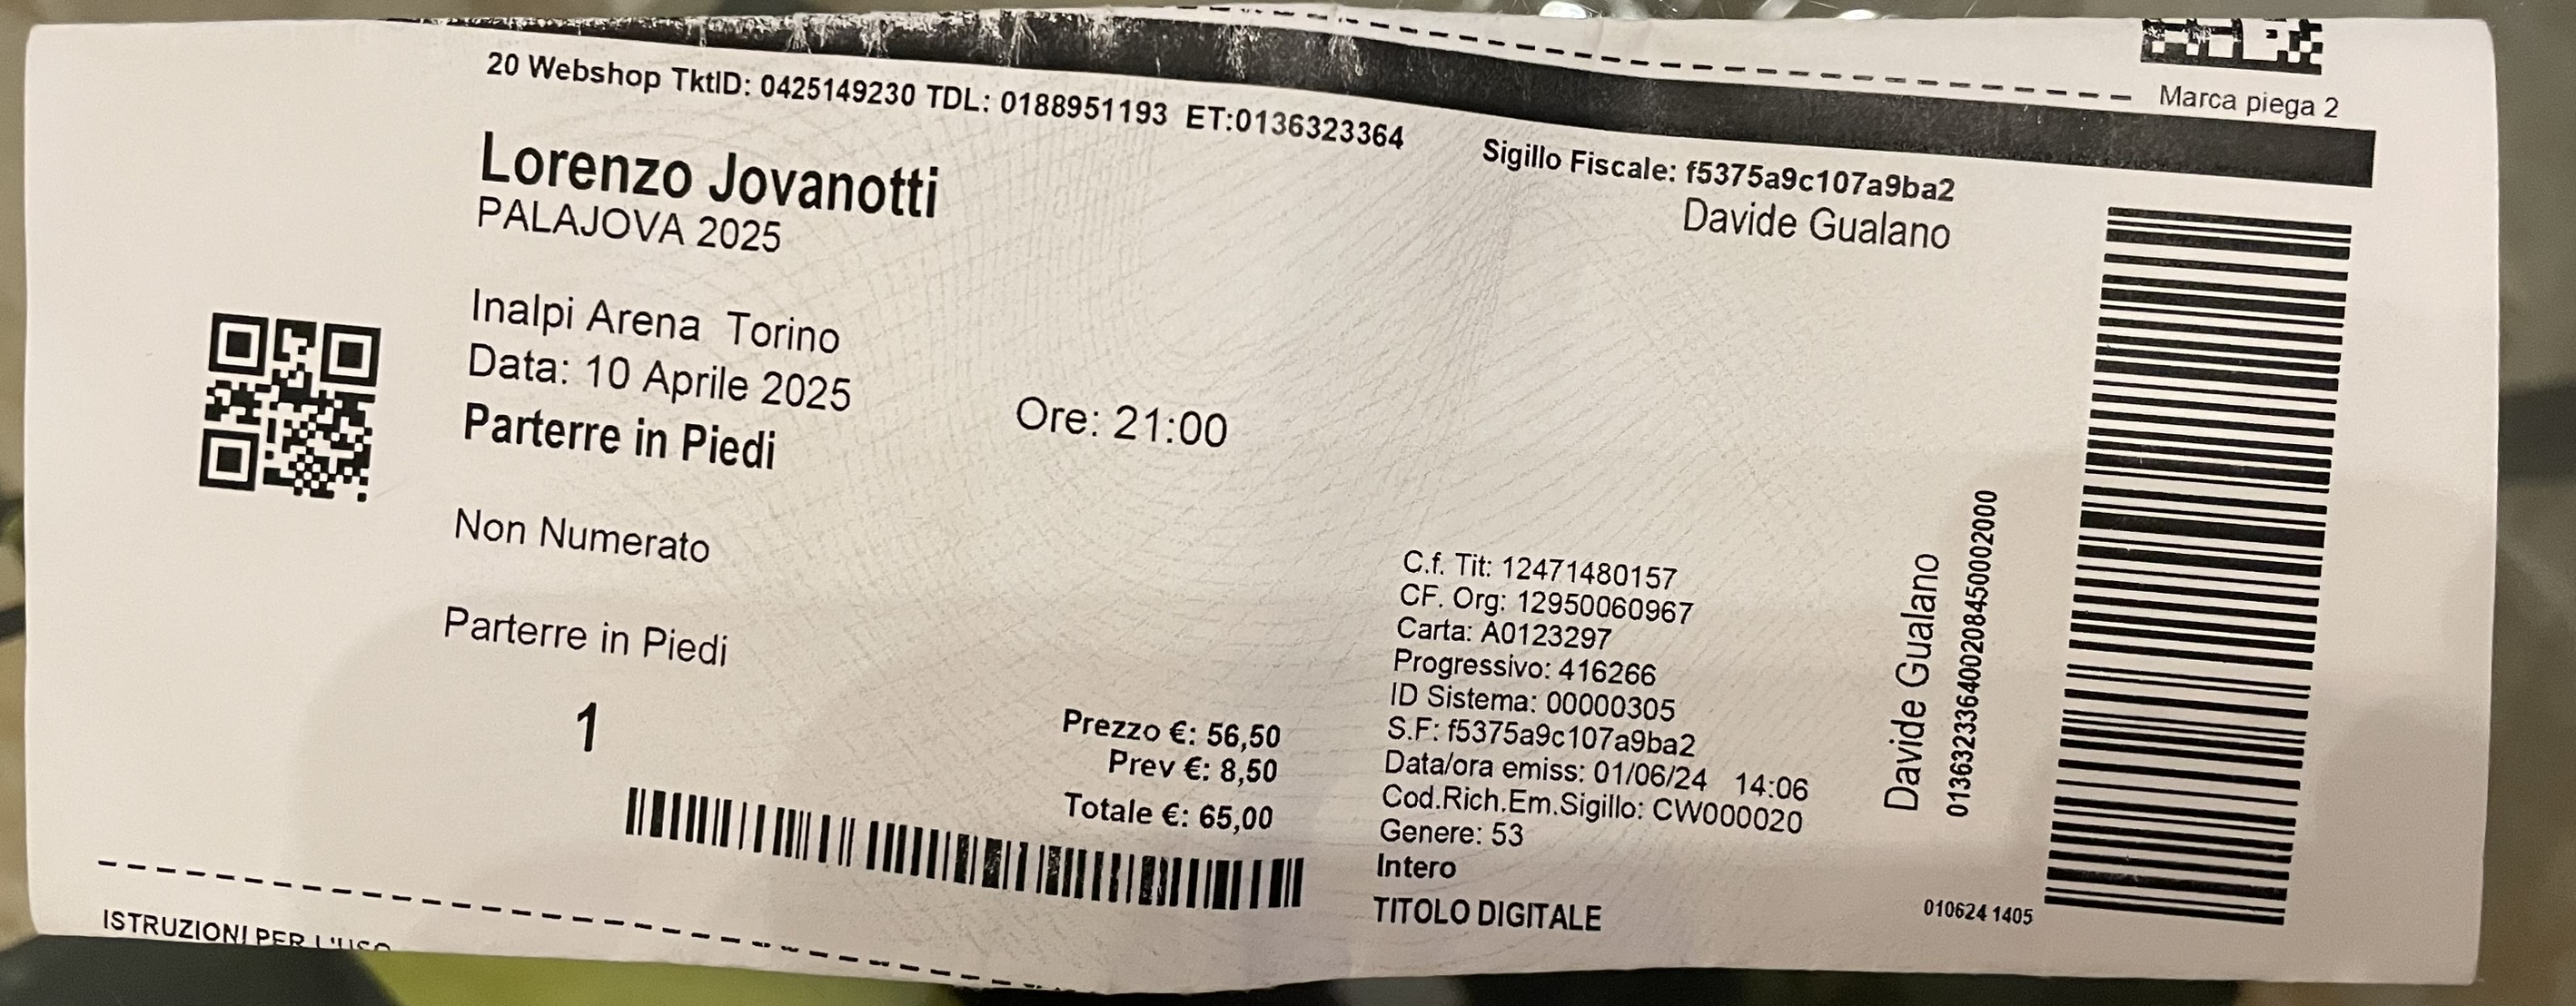 Marca piega 2
20 Webshop TktID: 0425149230 TDL: 0188951193 ET:0136323364
Sigillo Fiscale: f5375a9c107a9ba2
Davide Gualano
Lorenzo Jovanotti
PALAJOVA 2025
Inalpi Arena Torino
Data: 10 Aprile 2025
Ore: 21:00
Parterre in Piedi
Non Numerato
Parterre in Piedi
1
Prezzo €: 56,50
Prev €: 8,50
Totale €: 65,00
C.f. Tit: 12471480157
CF. Org: 12950060967
Carta: A0123297
Progressivo: 416266
ID Sistema: 00000305
S.F: f5375a9c107a9ba2
Data/ora emiss: 01/06/24 14:06
Cod.Rich.Em.Sigillo: CW000020
Genere: 53
Intero
TITOLO DIGITALE
Davide Gualano
013632336400208450002000
010624 1405
ISTRUZIONI PER L'USO